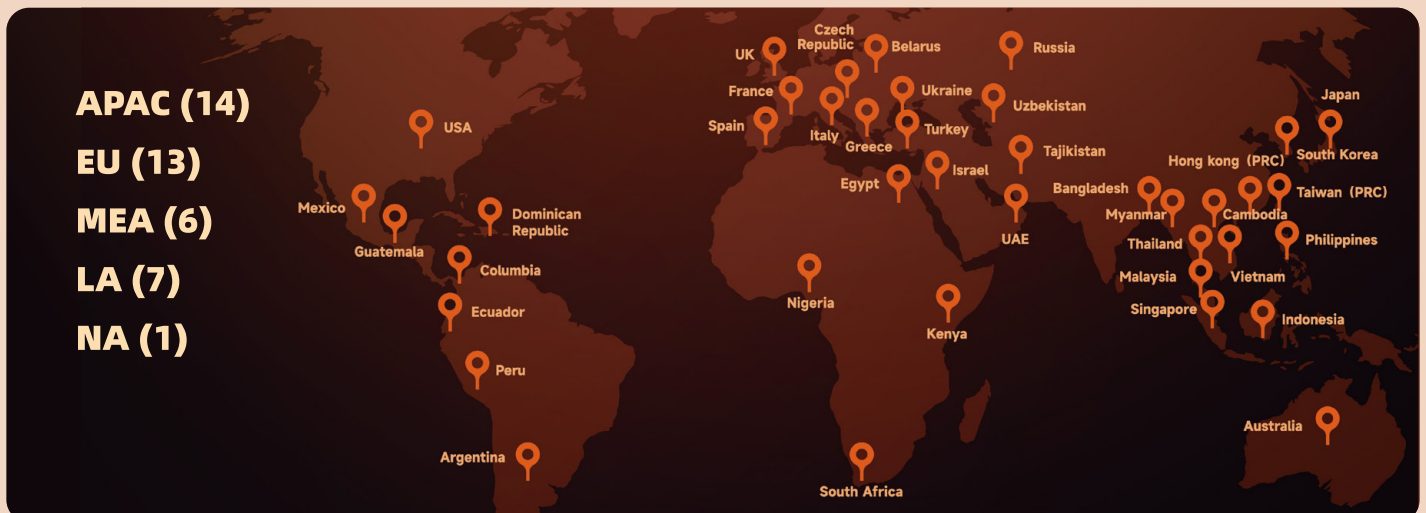 APAC (14)
EU (13)
MEA (6)
LA (7)
NA (1)
USA
Mexico
Guatemala
Dominican
Republic
Columbia
Ecuador
Peru
Argentina
UK
Czech
Republic
Belarus
Russia
France
Ukraine
Uzbekistan
Spain
Italy
Greece
Turkey
Tajikistan
Egypt
Israel
UAE
Nigeria
Kenya
South Africa
Japan
South Korea
Hong kong (PRC)
Taiwan (PRC)
Bangladesh
Myanmar
Cambodia
Thailand
Philippines
Malaysia
Vietnam
Singapore
Indonesia
Australia